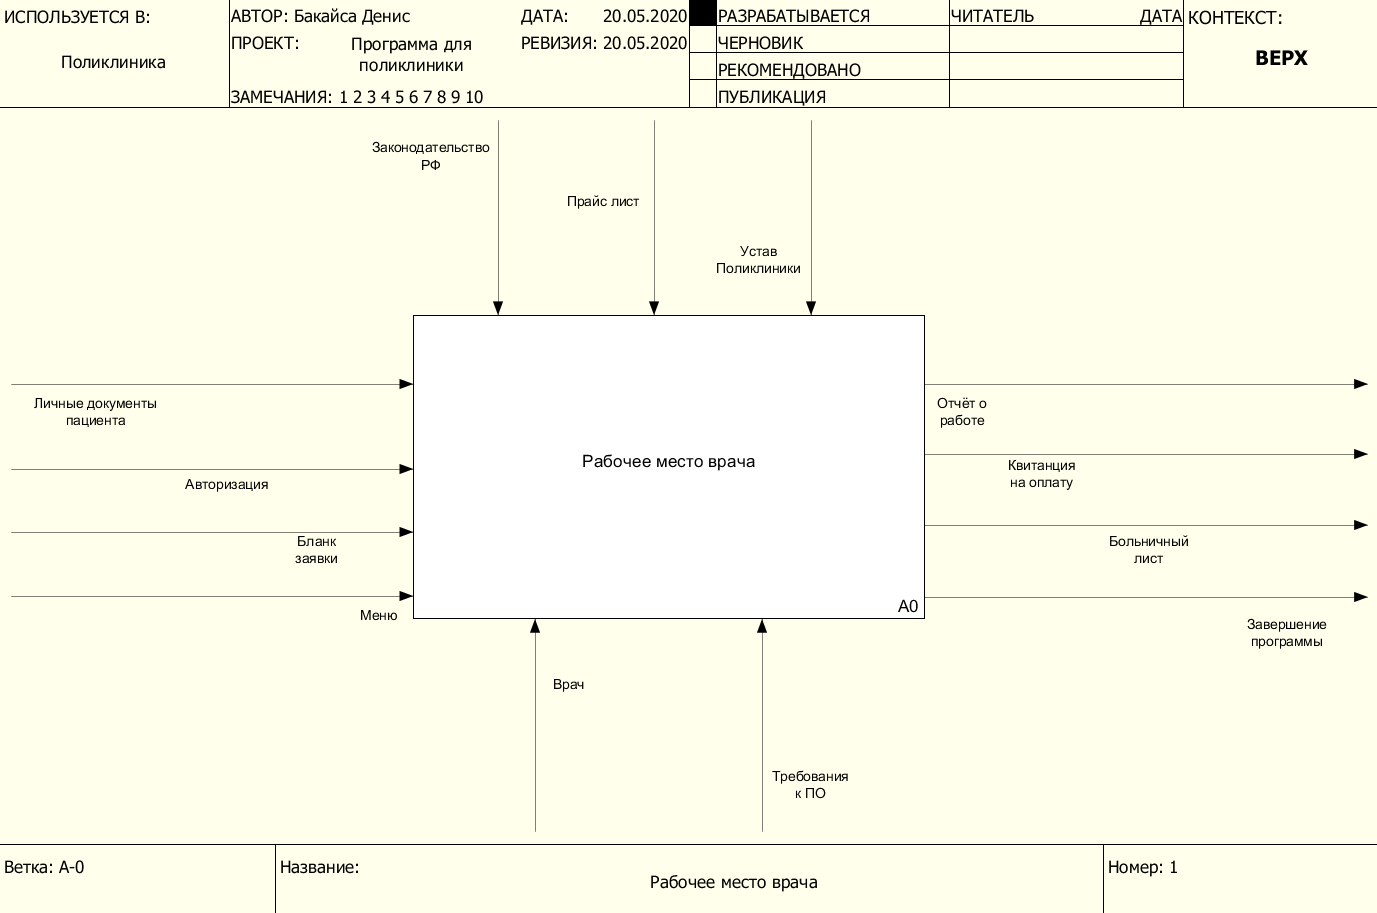 ИСПОЛЬЗУЕТСЯ В:
Поликлиника
АВТОР: Бакайса Денис
ДАТА: 20.05.2020
ПРОЕКТ: Программа для
поликлиники
РЕВИЗИЯ: 20.05.2020
ЗАМЕЧАНИЯ: 1 2 3 4 5 6 7 8 9 10
РАЗРАБАТЫВАЕТСЯ
ЧЕРНОВИК
РЕКОМЕНДОВАНО
ПУБЛИКАЦИЯ
ЧИТАТЕЛЬ ДАТА
КОНТЕКСТ:
ВЕРХ
Законодательство
РФ
Прайс лист
Устав
Поликлиники
Личные документы
пациента
Авторизация
Бланк
заявки
Меню
Рабочее место врача
A0
Отчёт о
работе
Квитанция
на оплату
Больничный
лист
Завершение
программы
Врач
Требования
к ПО
Ветка: A-0
Название:
Рабочее место врача
Номер: 1